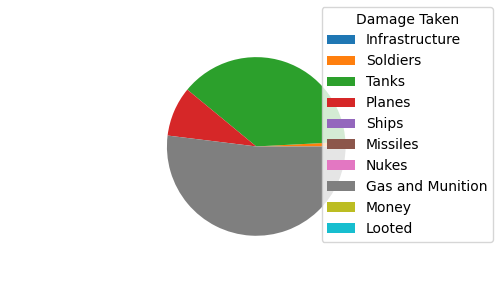 Damage Taken
Infrastructure
Soldiers
Tanks
Planes
Ships
Missiles
Nukes
Gas and Munition
Money
Looted